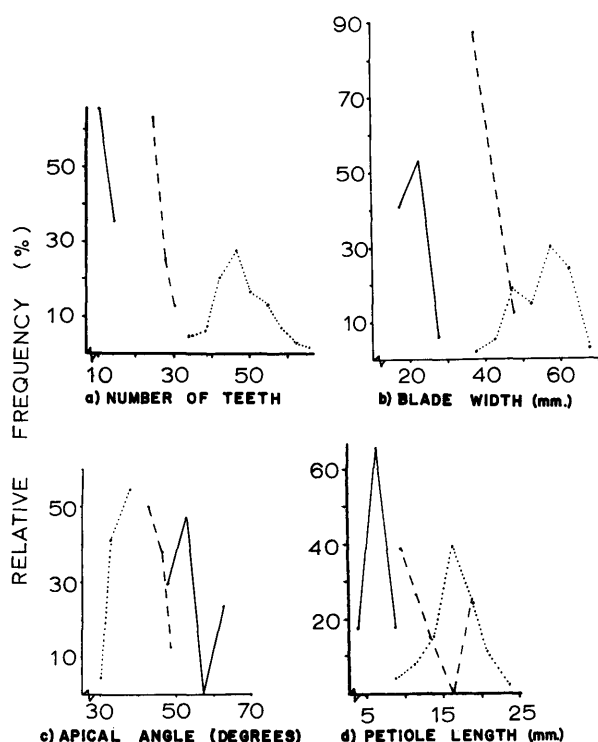 RELATIVE FREQUENCY (%)
50
30
10
10 30 50
a) NUMBER OF TEETH
90
70
50
30
10
20 40 60
b) BLADE WIDTH (mm.)
50
30
10
30 50 70
c) APICAL ANGLE (DEGREES)
60
40
20
5 15 25
d) PETIOLE LENGTH (mm.)